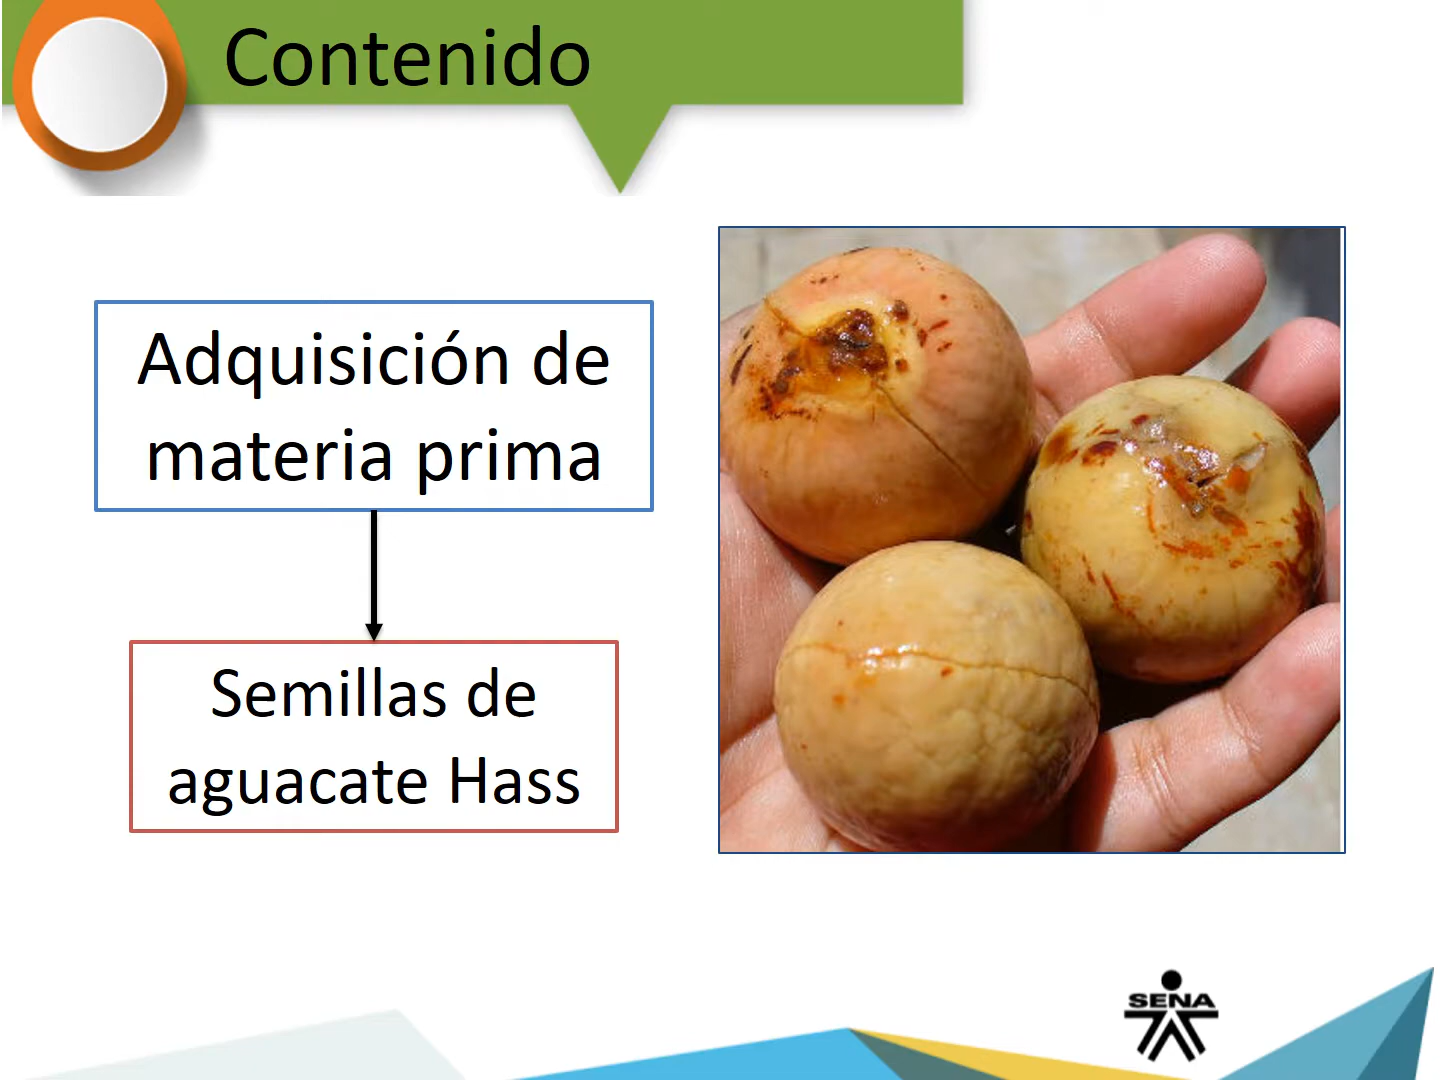 Contenido
Adquisición de
materia prima
Semillas de
aguacate Hass
SENA